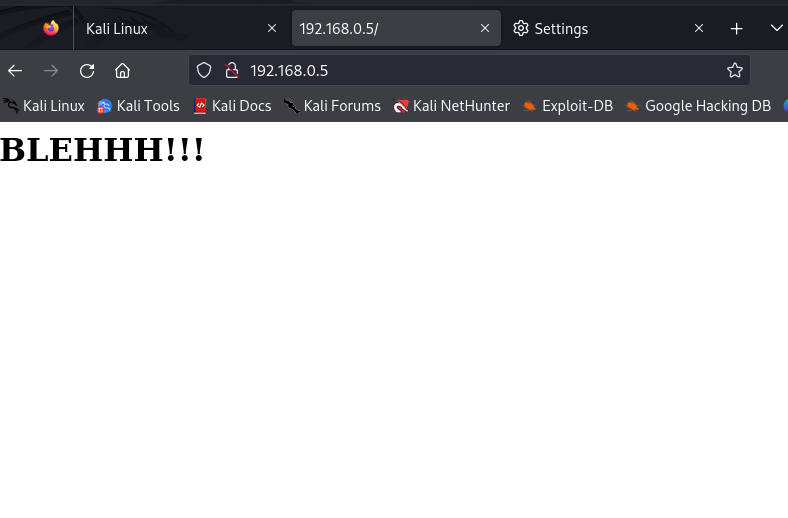 Kali Linux 192.168.0.5/ Settings
192.168.0.5
Kali Linux Kali Tools Kali Docs Kali Forums Kali NetHunter Exploit-DB Google Hacking DB
BLEHHH!!!